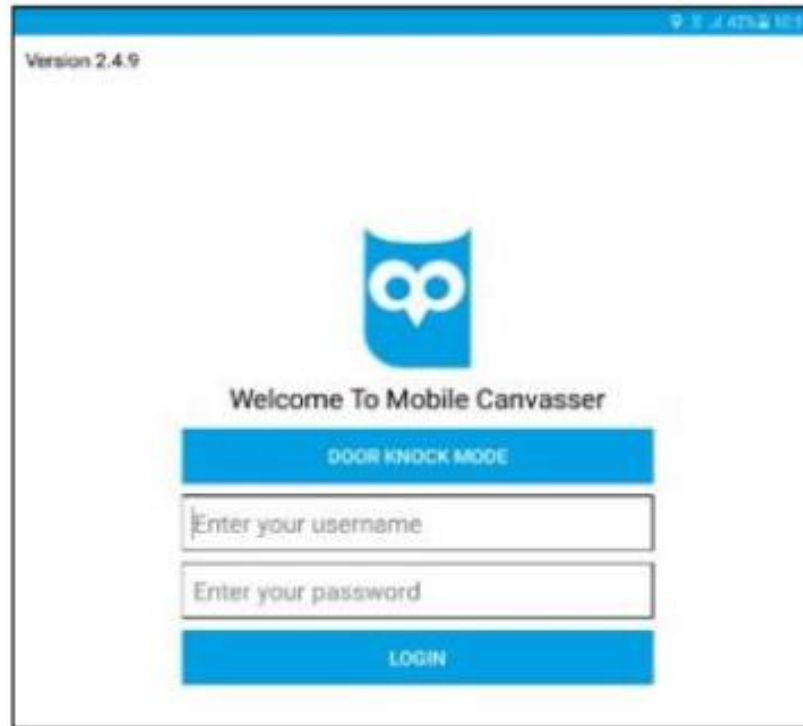 Version 2.4.9
Welcome To Mobile Canvasser
DOOR KNOCK MODE
Enter your username
Enter your password
LOGIN